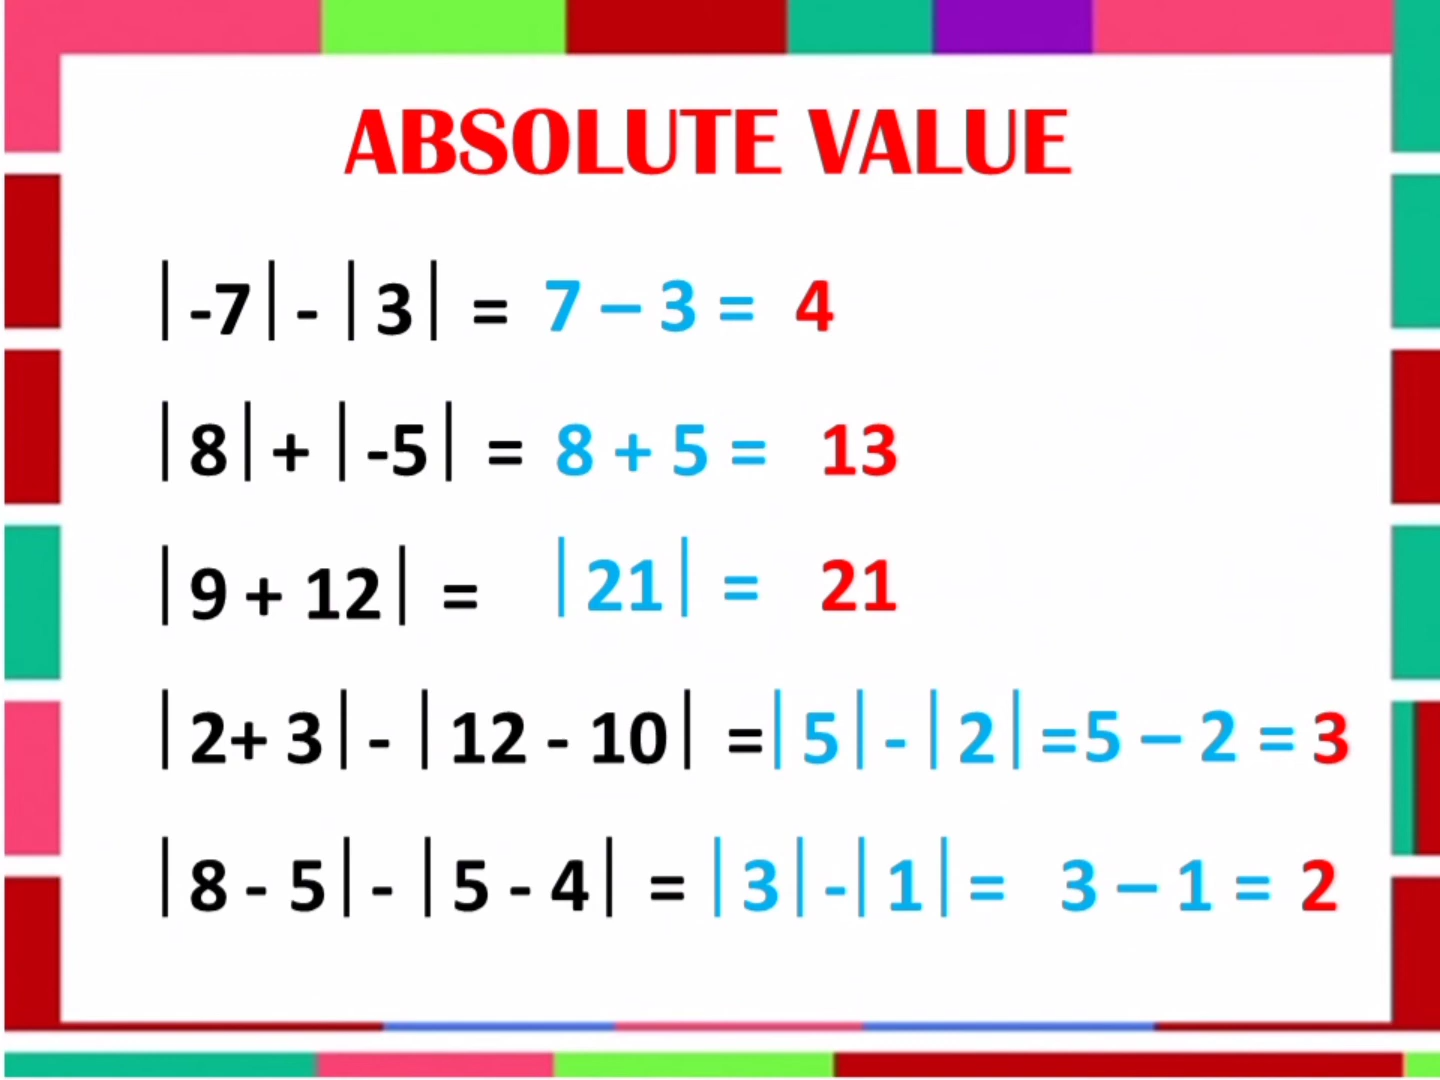 ABSOLUTE VALUE
|-7| - |3| = 7 – 3 = 4
|8| + |-5| = 8 + 5 = 13
|9 + 12| = |21| = 21
|2+ 3| - |12 - 10| =|5| - |2| =5 – 2 = 3
|8 - 5| - |5 - 4| = |3| -|1| = 3 – 1 = 2